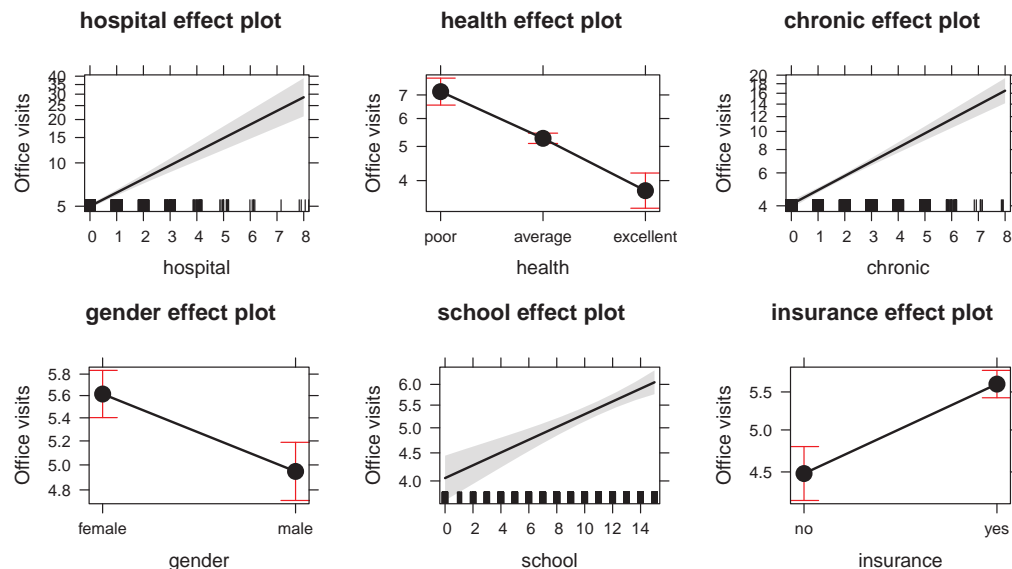 hospital effect plot
Office visits
40
35
30
25
20
15
10
5
0 1 2 3 4 5 6 7 8
hospital
health effect plot
Office visits
7
6
5
4
poor average excellent
health
chronic effect plot
Office visits
20
18
16
14
12
10
8
6
4
0 1 2 3 4 5 6 7 8
chronic
gender effect plot
Office visits
5.8
5.6
5.4
5.2
5.0
4.8
female male
gender
school effect plot
Office visits
6.0
5.5
5.0
4.5
4.0
0 2 4 6 8 10 12 14
school
insurance effect plot
Office visits
5.5
5.0
4.5
no yes
insurance